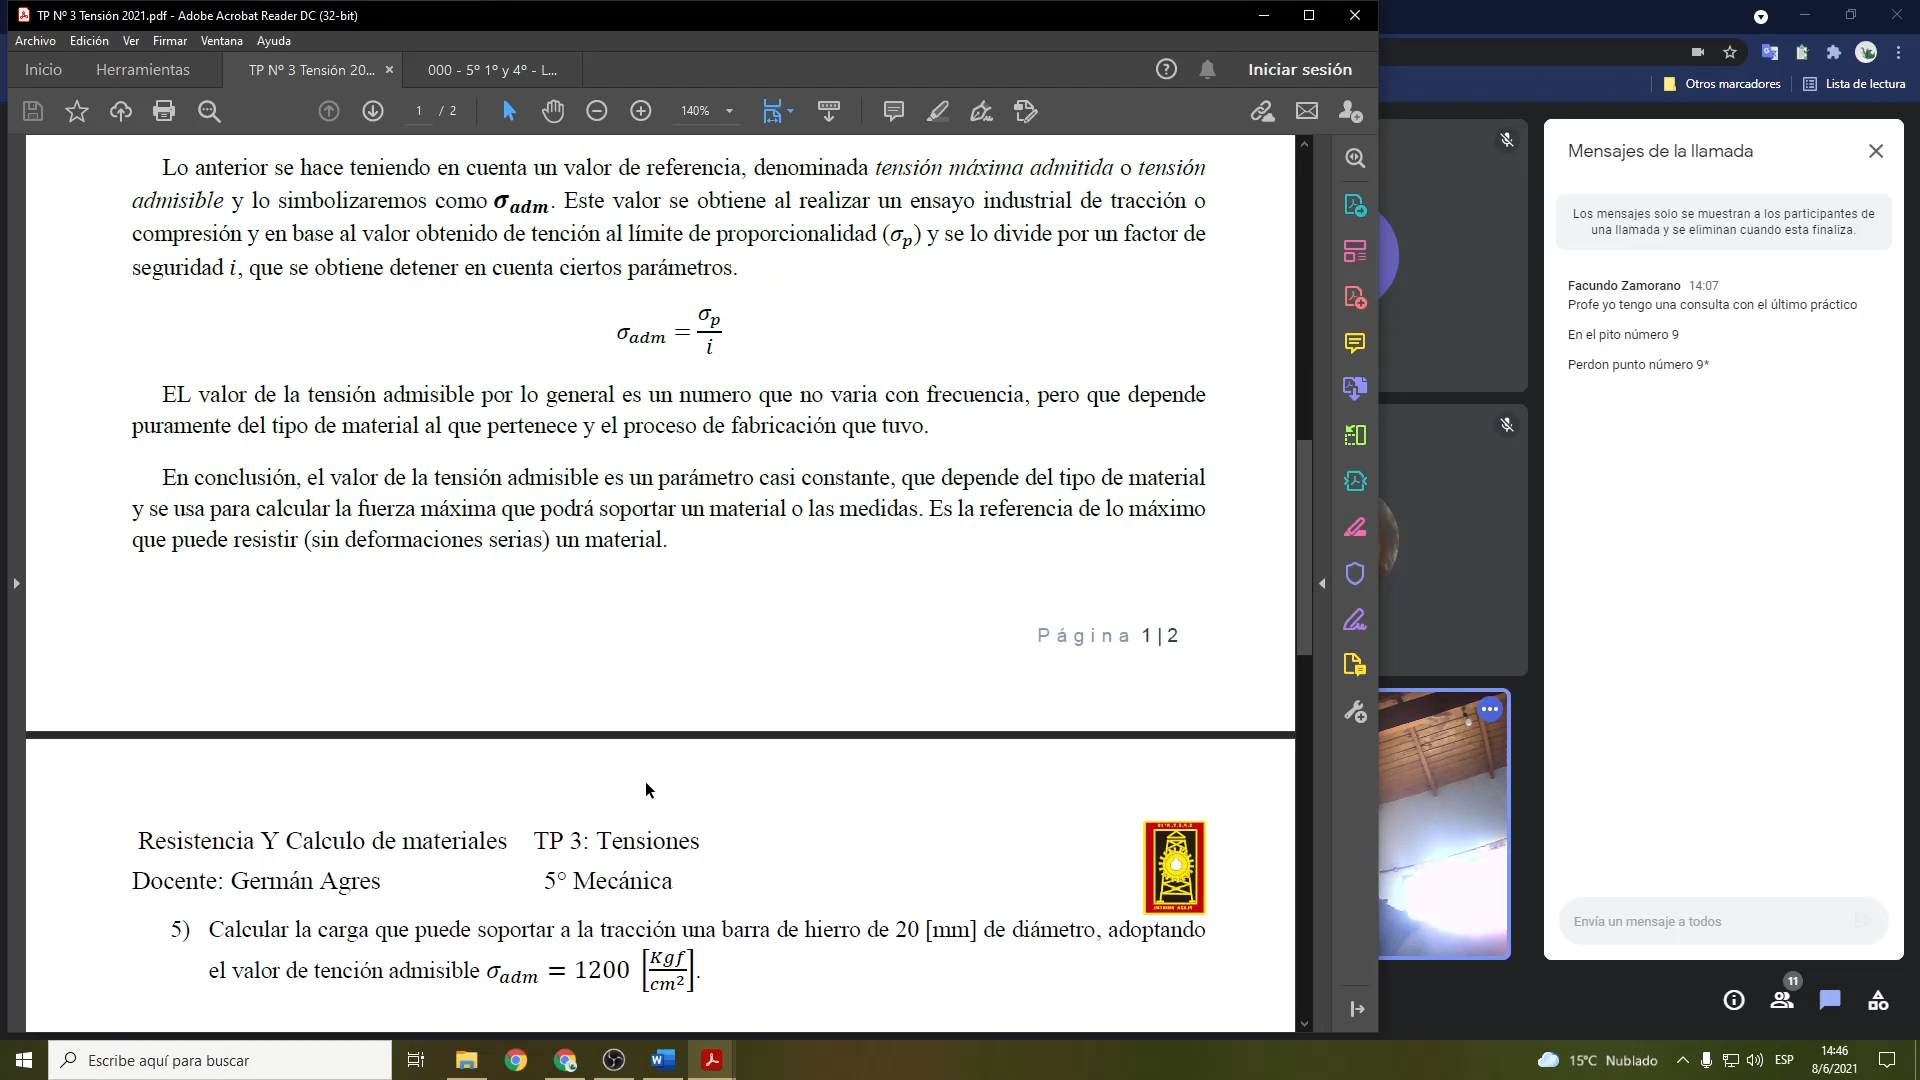 TP Nº 3 Tensión 2021.pdf - Adobe Acrobat Reader DC (32-bit)
Archivo Edición Ver Firmar Ventana Ayuda
Inicio Herramientas TP Nº 3 Tensión 20... × 000 - 5º 1º y 4º - L... Iniciar sesión
1 / 2 140%
Otros marcadores Lista de lectura
Lo anterior se hace teniendo en cuenta un valor de referencia, denominada tensión máxima admitida o tensión
admisible y lo simbolizaremos como σadm. Este valor se obtiene al realizar un ensayo industrial de tracción o
compresión y en base al valor obtenido de tención al límite de proporcionalidad (σp) y se lo divide por un factor de
seguridad i, que se obtiene detener en cuenta ciertos parámetros.
σadm = σp / i
EL valor de la tensión admisible por lo general es un numero que no varia con frecuencia, pero que depende
puramente del tipo de material al que pertenece y el proceso de fabricación que tuvo.
En conclusión, el valor de la tensión admisible es un parámetro casi constante, que depende del tipo de material
y se usa para calcular la fuerza máxima que podrá soportar un material o las medidas. Es la referencia de lo máximo
que puede resistir (sin deformaciones serias) un material.
Página 1|2
Resistencia Y Calculo de materiales TP 3: Tensiones
Docente: Germán Agres 5° Mecánica
5) Calcular la carga que puede soportar a la tracción una barra de hierro de 20 [mm] de diámetro, adoptando
el valor de tención admisible σadm = 1200 [Kgf/cm²].
Mensajes de la llamada
Los mensajes solo se muestran a los participantes de
una llamada y se eliminan cuando esta finaliza.
Facundo Zamorano 14:07
Profe yo tengo una consulta con el último práctico
En el pito número 9
Perdon punto número 9*
Envía un mensaje a todos
11
Escribe aquí para buscar
15°C Nublado ESP 14:46
8/6/2021